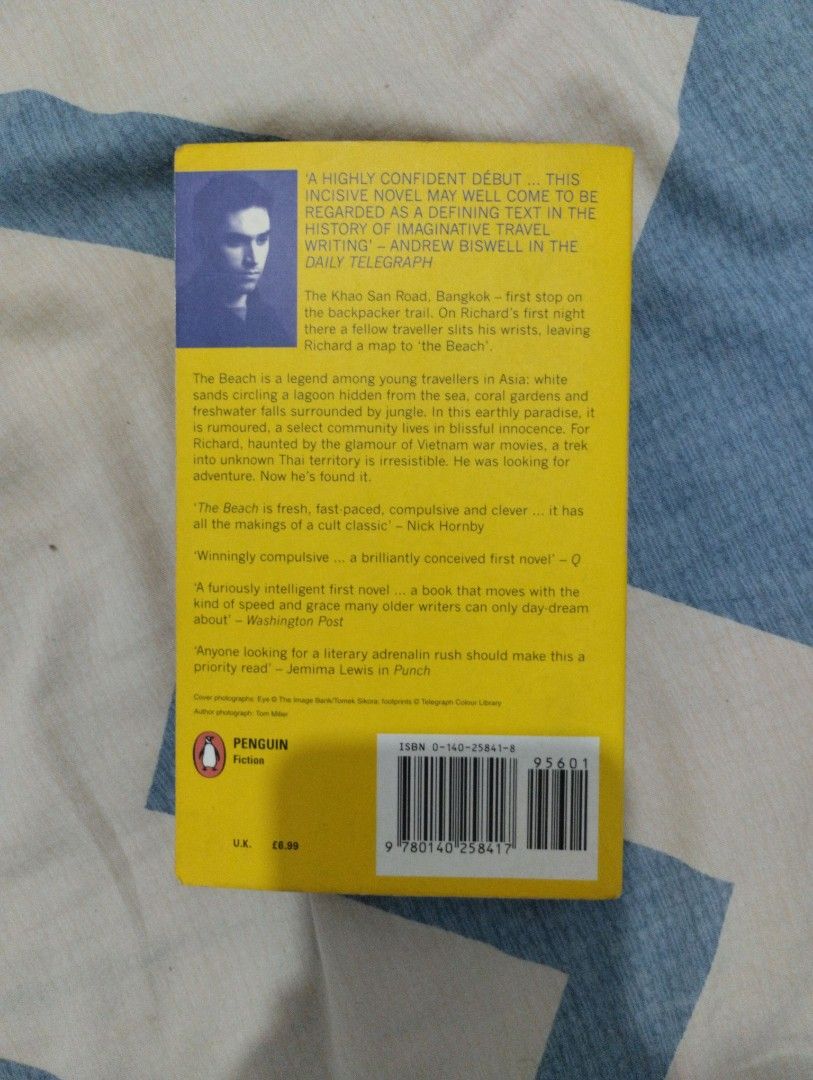 ‘A HIGHLY CONFIDENT DÉBUT ... THIS
INCISIVE NOVEL MAY WELL COME TO BE
REGARDED AS A DEFINING TEXT IN THE
HISTORY OF IMAGINATIVE TRAVEL
WRITING’ – ANDREW BISWELL IN THE
DAILY TELEGRAPH
The Khao San Road, Bangkok – first stop on
the backpacker trail. On Richard’s first night
there a fellow traveller slits his wrists, leaving
Richard a map to ‘the Beach’.
The Beach is a legend among young travellers in Asia: white
sands circling a lagoon hidden from the sea, coral gardens and
freshwater falls surrounded by jungle. In this earthly paradise, it
is rumoured, a select community lives in blissful innocence. For
Richard, haunted by the glamour of Vietnam war movies, a trek
into unknown Thai territory is irresistible. He was looking for
adventure. Now he’s found it.
‘The Beach is fresh, fast-paced, compulsive and clever ... it has
all the makings of a cult classic’ – Nick Hornby
‘Winningly compulsive ... a brilliantly conceived first novel’ – Q
‘A furiously intelligent first novel ... a book that moves with the
kind of speed and grace many older writers can only day-dream
about’ – Washington Post
‘Anyone looking for a literary adrenalin rush should make this a
priority read’ – Jemima Lewis in Punch
Cover photographs: Eye © The Image Bank/Tomek Sikora; footprints © Telegraph Colour Library
Author photograph: Tom Miller
PENGUIN
Fiction
U.K. £6.99
ISBN 0-140-25841-8
95601
9 780140 258417